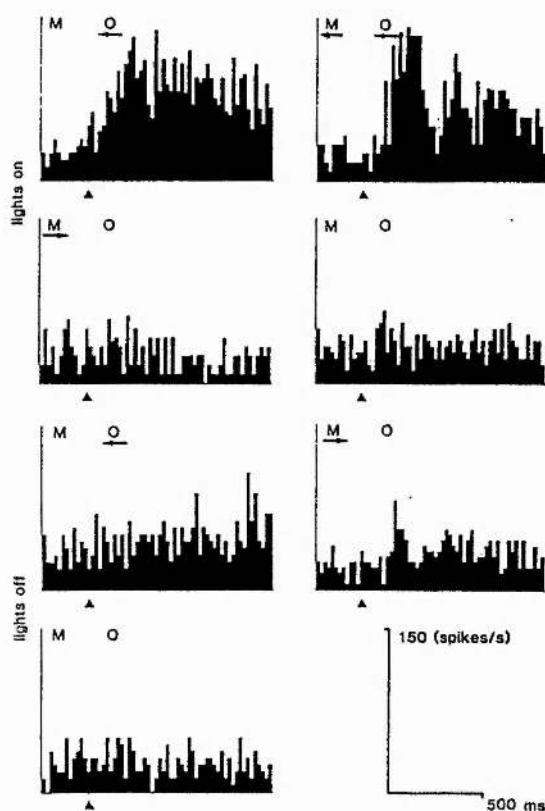 M O M O
lights on
M O M O
M O M O
lights off
M O
150 (spikes/s)
500 ms